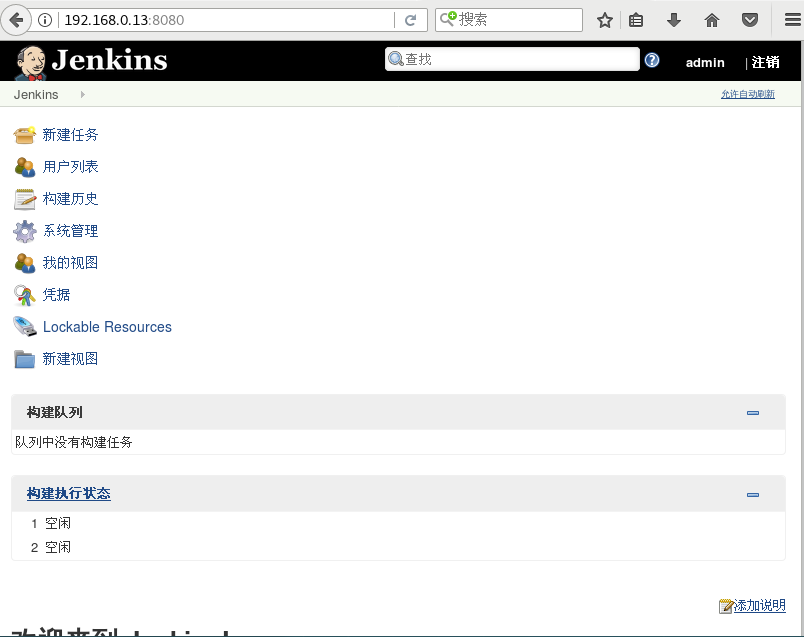 192.168.0.13:8080
搜索
Jenkins
查找
admin
| 注销
Jenkins
允许自动刷新
新建任务
用户列表
构建历史
系统管理
我的视图
凭据
Lockable Resources
新建视图
构建队列
队列中没有构建任务
构建执行状态
1 空闲
2 空闲
添加说明